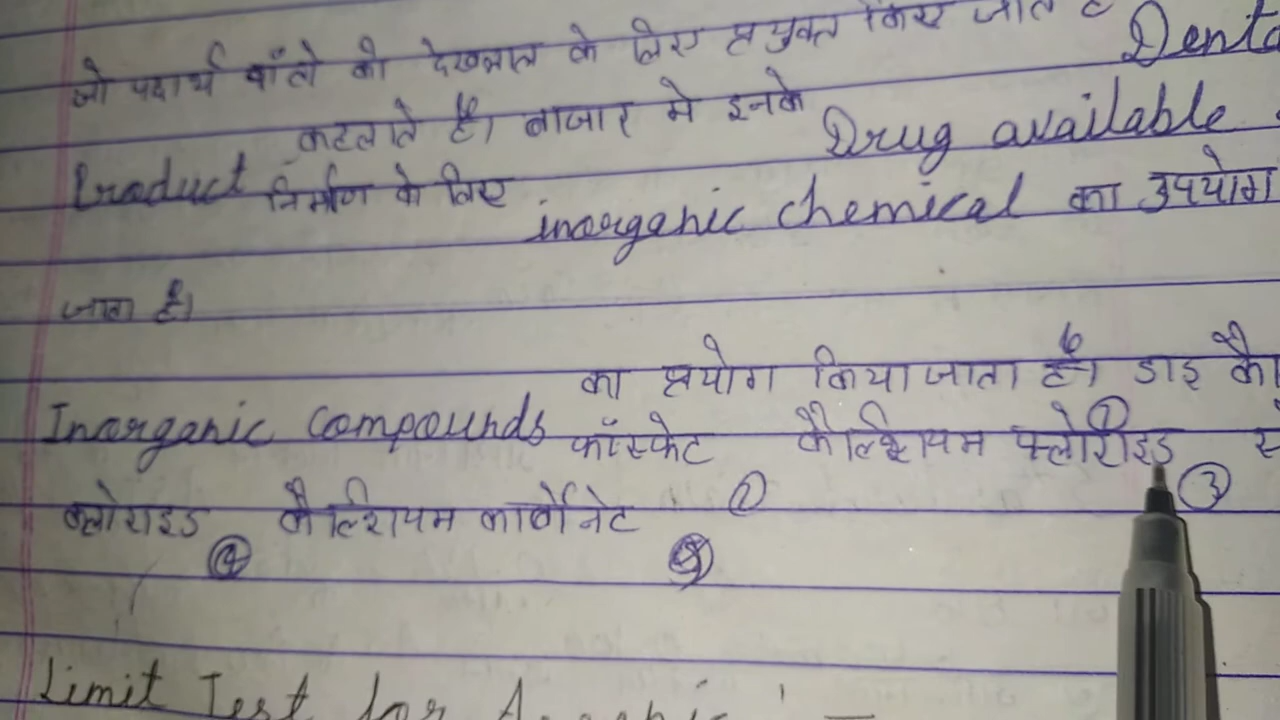 जो पदार्थ दाँतो की देखभाल के लिए प्रयुक्त किए जाते है Denta
Product कहलाते है। बाजार मे इनके Drug available
निर्माण के लिए inorganic chemical का उपयोग
जाता है।
Inorganic Compounds का प्रयोग किया जाता है। डाइ कै
फॉस्फेट कैल्शियम फ्लोराइड
क्लोराइड कैल्शियम कार्बोनेट
Limit Test for